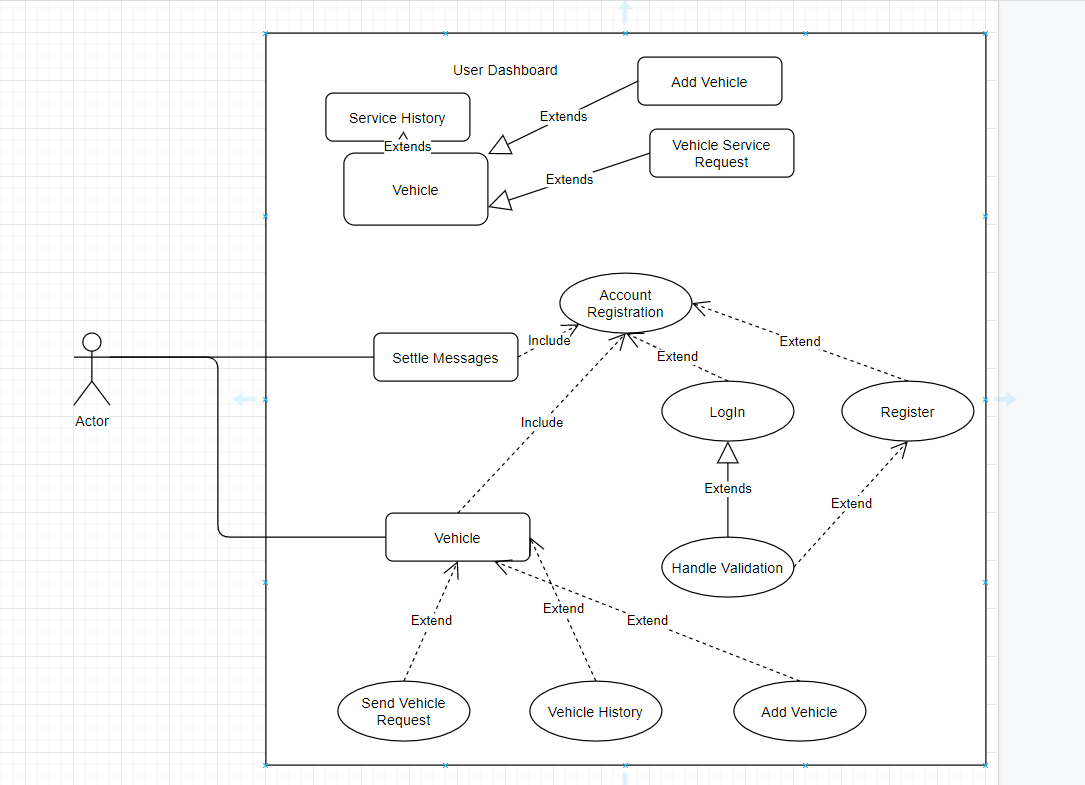 User Dashboard
Add Vehicle
Service History
Extends
Extends
Vehicle Service
Request
Extends
Vehicle
Account
Registration
Include
Extend
Extend
Settle Messages
Actor
LogIn
Register
Include
Extends
Extend
Vehicle
Handle Validation
Extend
Extend
Extend
Send Vehicle
Request
Vehicle History
Add Vehicle